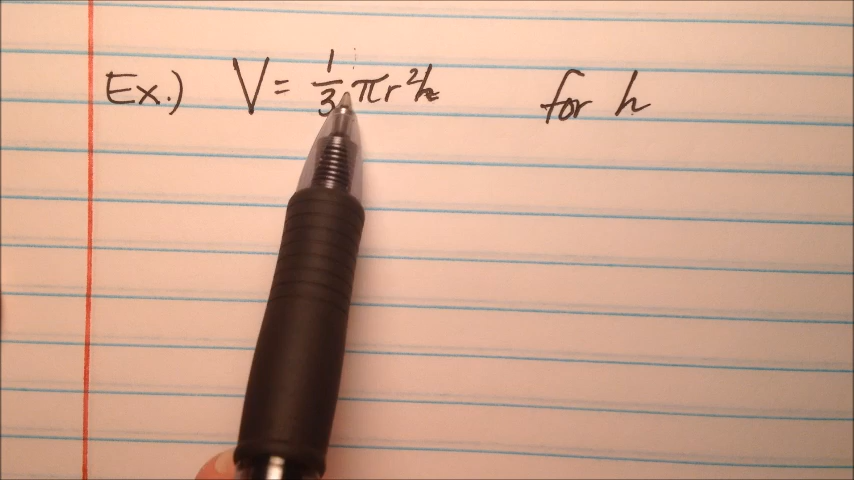 Ex.) V = 1/3 πr²h for h